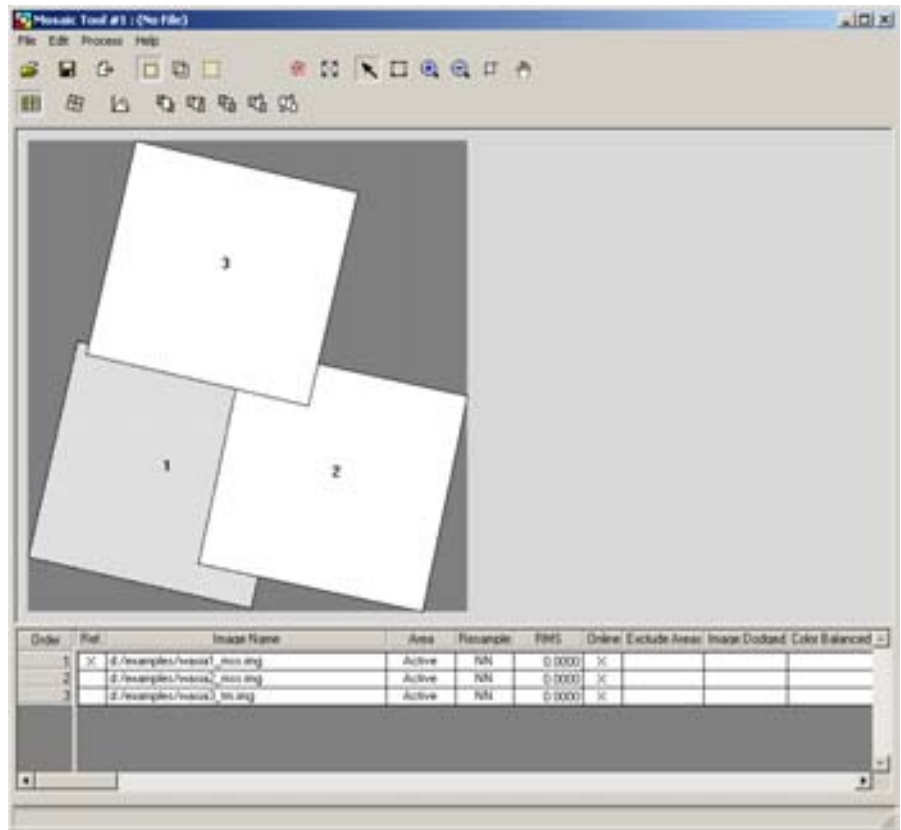 Mosaic Tool #1 : (No File)
File Edit Process Help
3
1
2
Order Ref. Image Name Area Resample RMS Online Exclude Areas Image Dodged Color Balanced
1 X d:/examples/wasia1_mss.img Active NN 0.0000 X
2 d:/examples/wasia2_mss.img Active NN 0.0000 X
3 d:/examples/wasia3_tm.img Active NN 0.0000 X